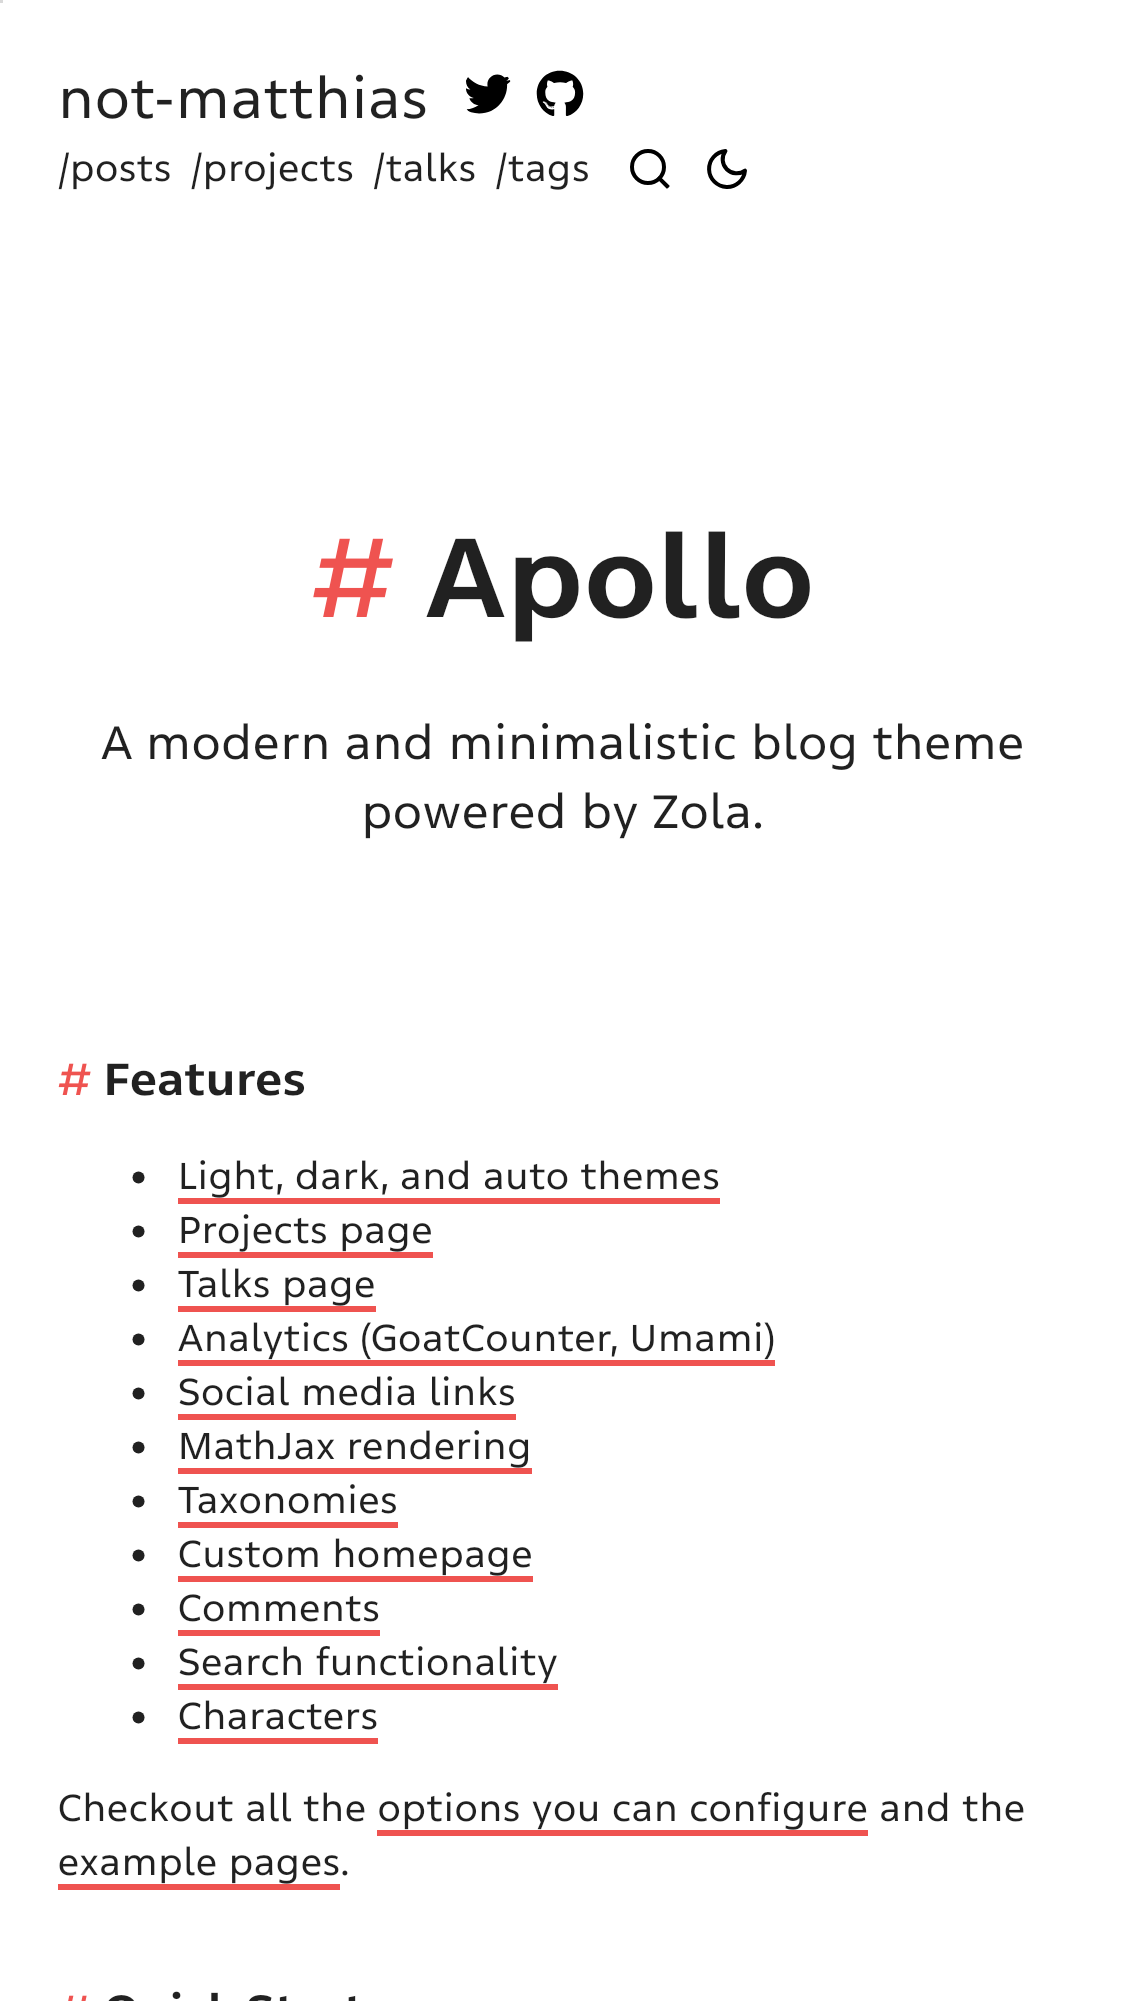 not-matthias
/posts /projects /talks /tags
# Apollo
A modern and minimalistic blog theme
powered by Zola.
# Features
• Light, dark, and auto themes
• Projects page
• Talks page
• Analytics (GoatCounter, Umami)
• Social media links
• MathJax rendering
• Taxonomies
• Custom homepage
• Comments
• Search functionality
• Characters
Checkout all the options you can configure and the
example pages.
# Quick Start